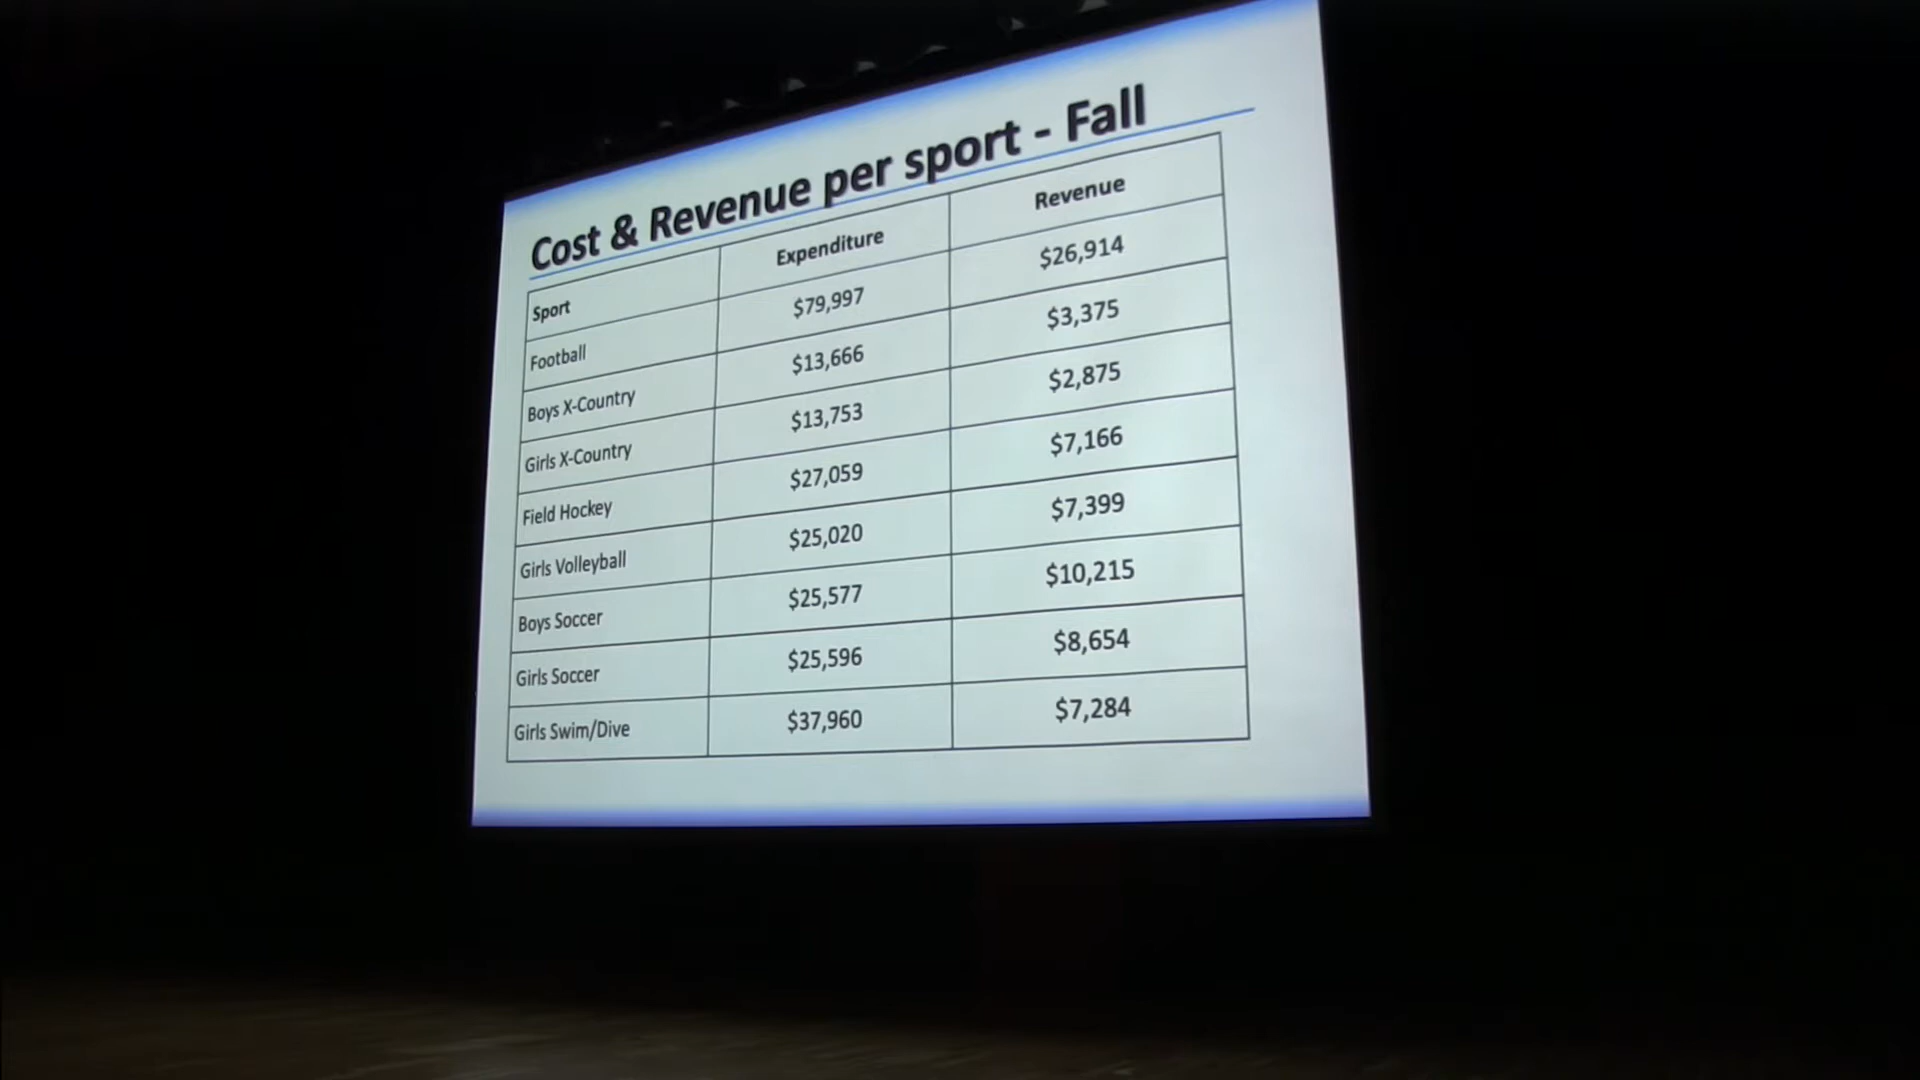 Cost & Revenue per sport - Fall
Sport Expenditure Revenue
Football $79,997 $26,914
Boys X-Country $13,666 $3,375
Girls X-Country $13,753 $2,875
Field Hockey $27,059 $7,166
Girls Volleyball $25,020 $7,399
Boys Soccer $25,577 $10,215
Girls Soccer $25,596 $8,654
Girls Swim/Dive $37,960 $7,284